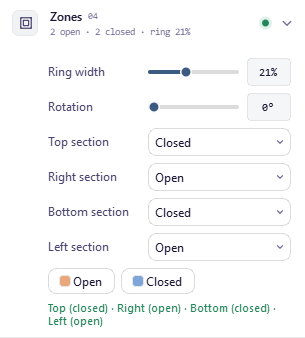 Zones 04
2 open · 2 closed · ring 21%
Ring width 21%
Rotation 0°
Top section Closed
Right section Open
Bottom section Closed
Left section Open
Open Closed
Top (closed) · Right (open) · Bottom (closed) ·
Left (open)